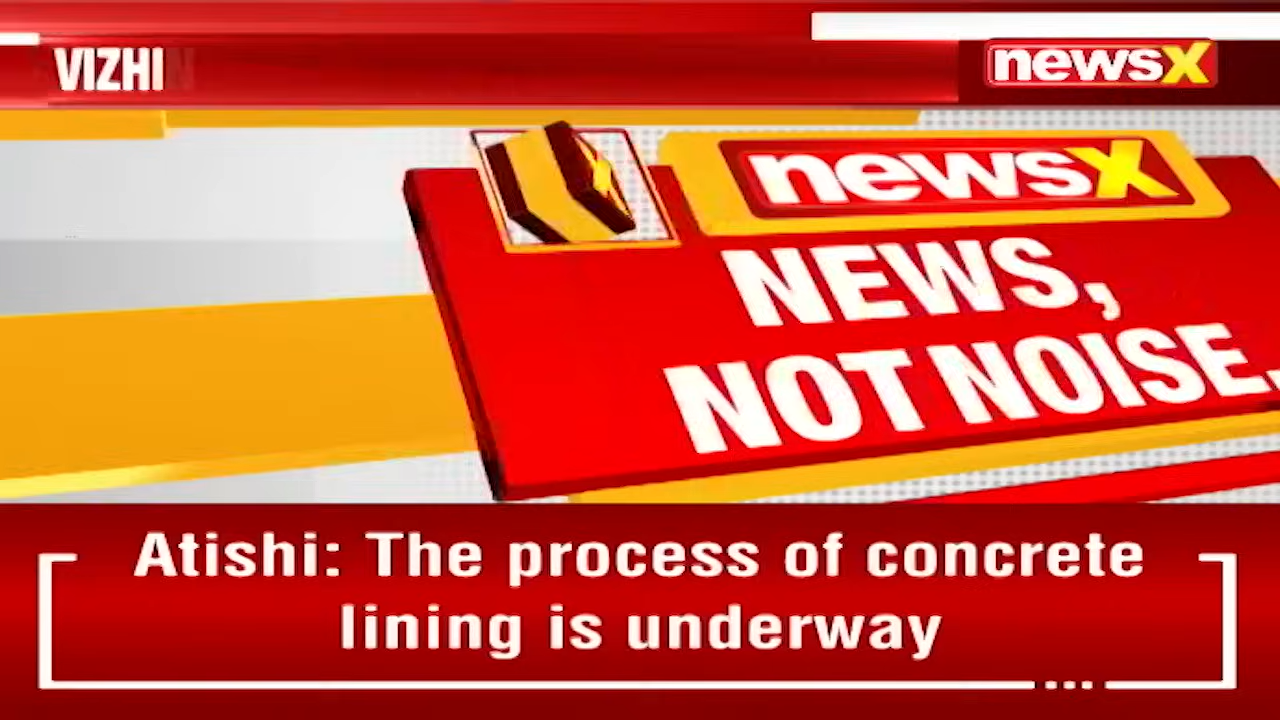 VIZHI
newsX
newsX
NEWS,
NOT NOISE.
Atishi: The process of concrete
lining is underway